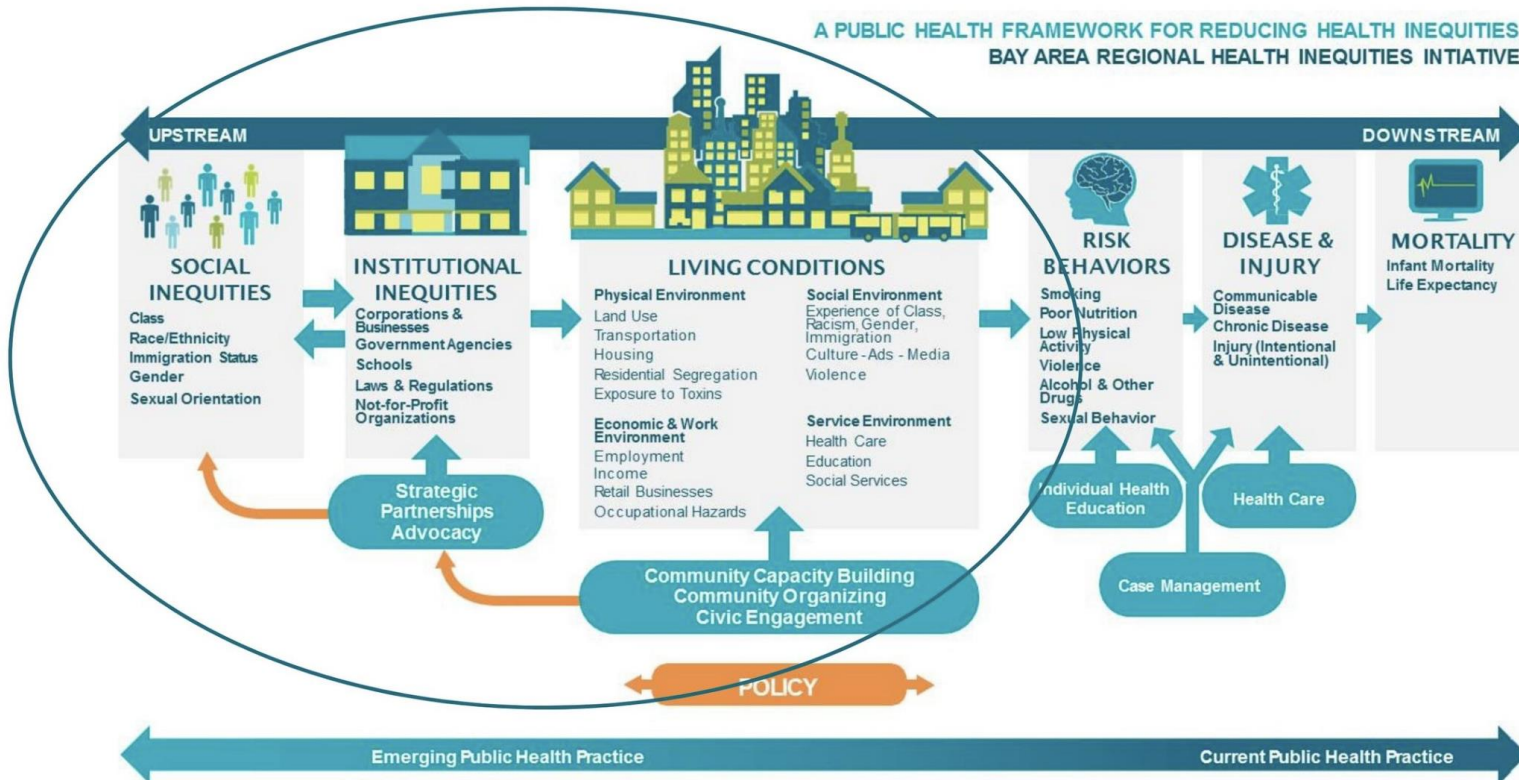 A PUBLIC HEALTH FRAMEWORK FOR REDUCING HEALTH INEQUITIES
BAY AREA REGIONAL HEALTH INEQUITIES INTIATIVE
UPSTREAM
DOWNSTREAM
SOCIAL
INEQUITIES
Class
Race/Ethnicity
Immigration Status
Gender
Sexual Orientation
INSTITUTIONAL
INEQUITIES
Corporations &
Businesses
Government Agencies
Schools
Laws & Regulations
Not-for-Profit
Organizations
LIVING CONDITIONS
Physical Environment
Land Use
Transportation
Housing
Residential Segregation
Exposure to Toxins
Economic & Work
Environment
Employment
Income
Retail Businesses
Occupational Hazards
Social Environment
Experience of Class,
Racism, Gender,
Immigration
Culture - Ads - Media
Violence
Service Environment
Health Care
Education
Social Services
RISK
BEHAVIORS
Smoking
Poor Nutrition
Low Physical
Activity
Violence
Alcohol & Other
Drugs
Sexual Behavior
DISEASE &
INJURY
Communicable
Disease
Chronic Disease
Injury (Intentional
& Unintentional)
MORTALITY
Infant Mortality
Life Expectancy
Strategic
Partnerships
Advocacy
Community Capacity Building
Community Organizing
Civic Engagement
Individual Health
Education
Health Care
Case Management
POLICY
Emerging Public Health Practice
Current Public Health Practice